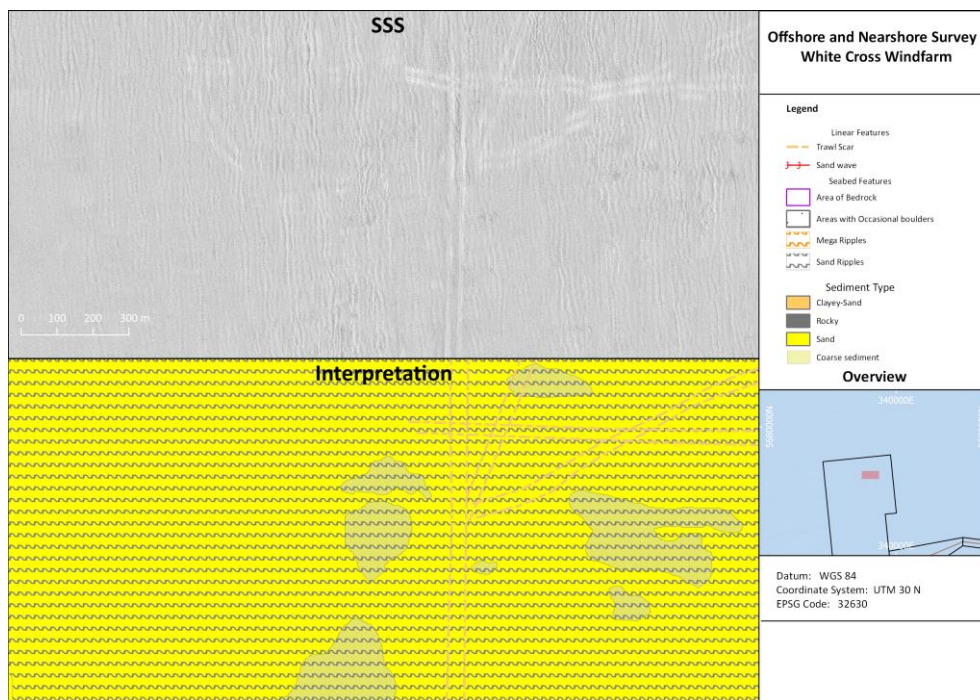 SSS
0 100 200 300 m
Interpretation
Offshore and Nearshore Survey
White Cross Windfarm
Legend
Linear Features
Trawl Scar
Sand wave
Seabed Features
Area of Bedrock
Areas with Occasional boulders
Mega Ripples
Sand Ripples
Sediment Type
Clayey-Sand
Rocky
Sand
Coarse sediment
Overview
340000E
340000E
Datum: WGS 84
Coordinate System: UTM 30 N
EPSG Code: 32630